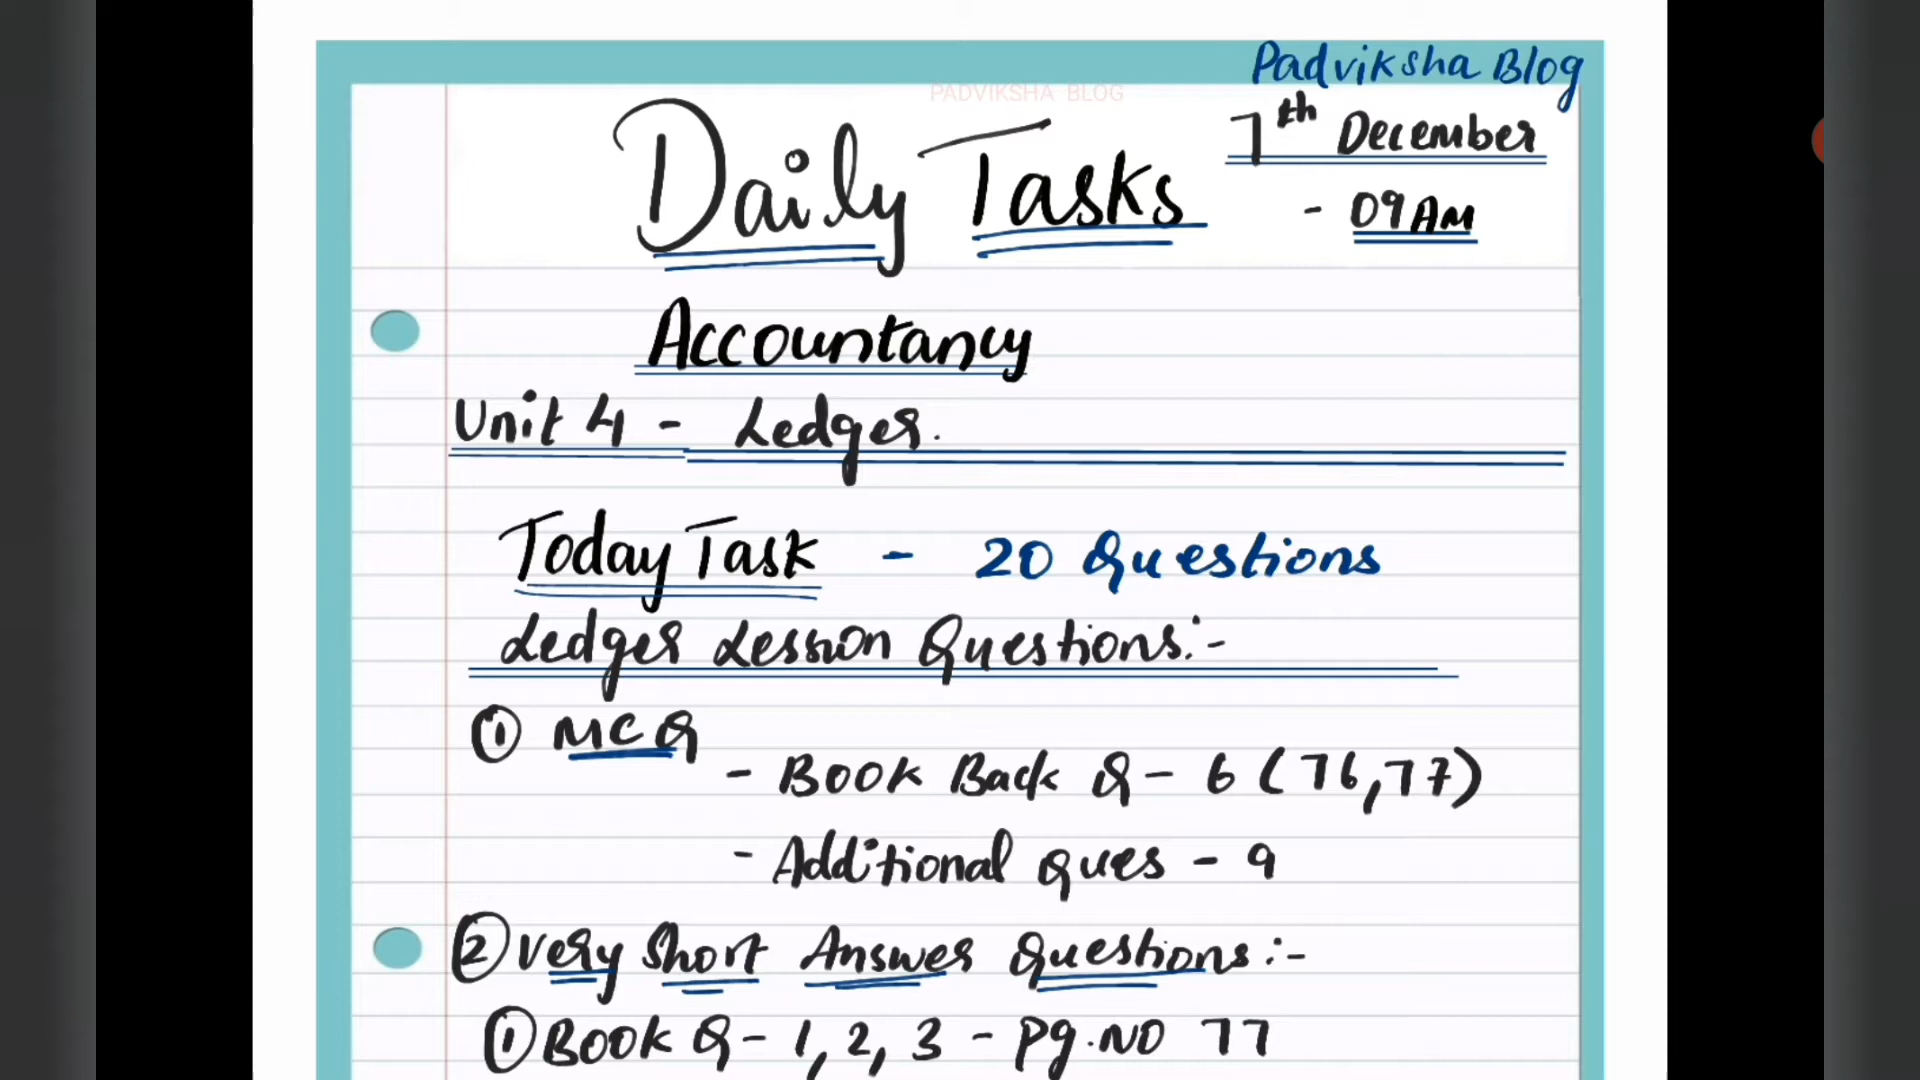 Padviksha Blog
PADVIKSHA BLOG
Daily Tasks
7th December
- 09 AM
Accountancy
Unit 4 - Ledger.
Today Task - 20 Questions
Ledger Lesson Questions:-
① MCQ
- Book Back Q - 6 (76,77)
- Additional ques - 9
② Very Short Answer Questions:-
① Book Q - 1, 2, 3 - Pg.No 77